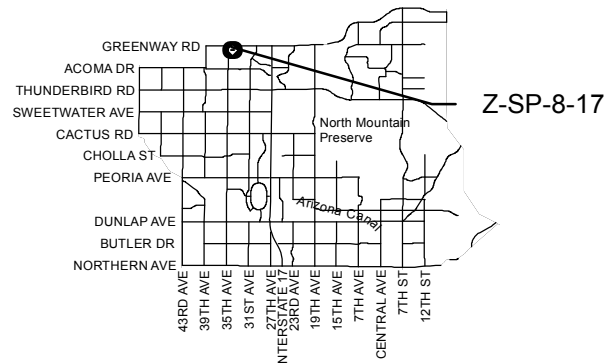 GREENWAY RD
ACOMA DR
THUNDERBIRD RD
SWEETWATER AVE
CACTUS RD
CHOLLA ST
PEORIA AVE
DUNLAP AVE
BUTLER DR
NORTHERN AVE
Z-SP-8-17
North Mountain
Preserve
Arizona Canal
43RD AVE
39TH AVE
35TH AVE
31ST AVE
27TH AVE
NTERSTATE 17
23RD AVE
19TH AVE
15TH AVE
7TH AVE
CENTRAL AVE
7TH ST
12TH ST